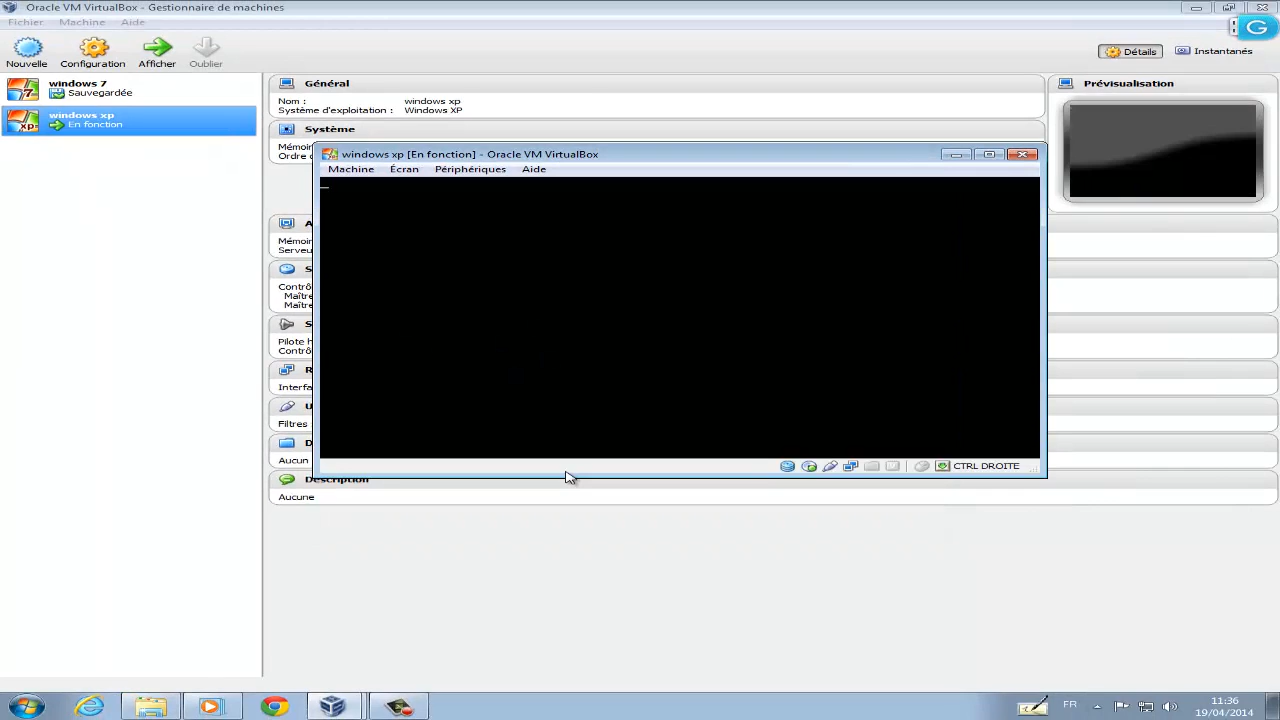 Oracle VM VirtualBox - Gestionnaire de machines
Fichier Machine Aide
Nouvelle Configuration Afficher Oublier
Détails Instantanés
windows 7
Sauvegardée
windows xp
En fonction
Général
Nom : windows xp
Système d'exploitation : Windows XP
Prévisualisation
Système
Mémoi
Ordre
windows xp [En fonction] - Oracle VM VirtualBox
Machine Écran Périphériques Aide
A
Mémoi
Serveu
S
Contrô
Maître
Maître
S
Pilote h
Contrô
R
Interfa
U
Filtres
D
Aucun
CTRL DROITE
Description
Aucune
FR
11:36
19/04/2014